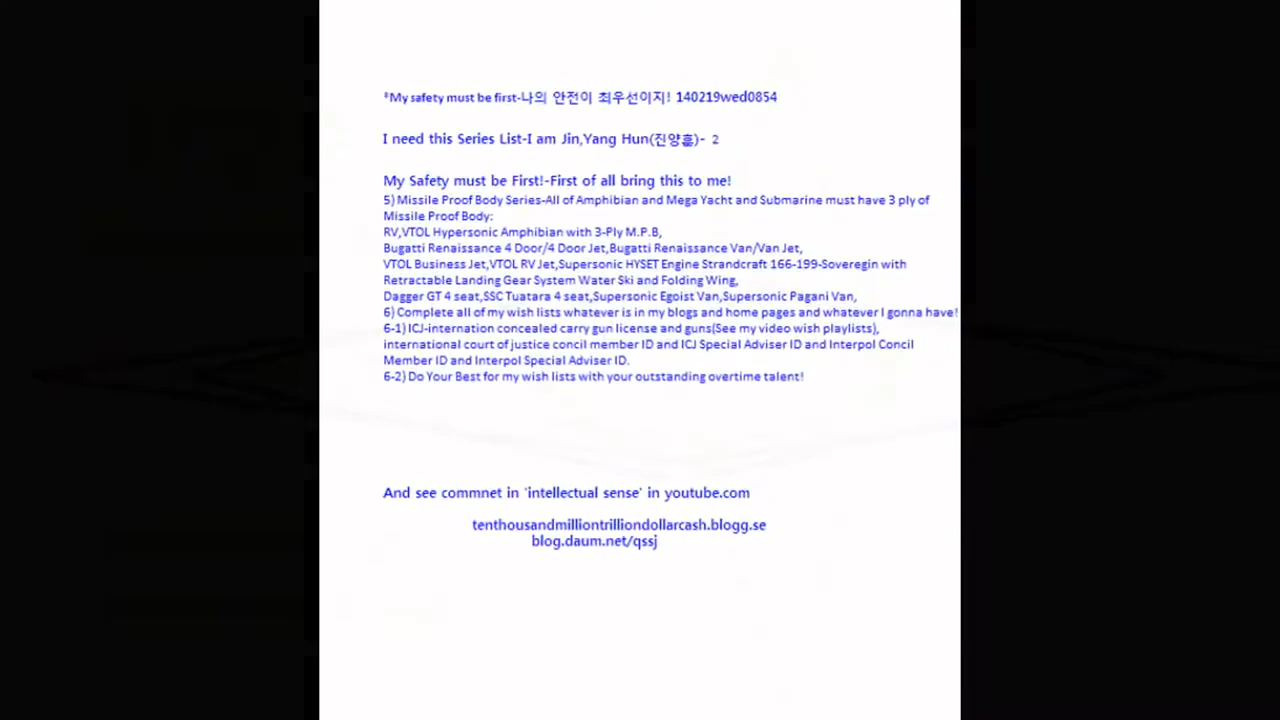 *My safety must be first-나의 안전이 최우선이지! 140219wed0854
I need this Series List-I am Jin,Yang Hun(진양훈)- 2
My Safety must be First!-First of all bring this to me!
5) Missile Proof Body Series-All of Amphibian and Mega Yacht and Submarine must have 3 ply of
Missile Proof Body:
RV,VTOL Hypersonic Amphibian with 3-Ply M.P.B,
Bugatti Renaissance 4 Door/4 Door Jet,Bugatti Renaissance Van/Van Jet,
VTOL Business Jet,VTOL RV Jet,Supersonic HYSET Engine Strandcraft 166-199-Soveregin with
Retractable Landing Gear System Water Ski and Folding Wing,
Dagger GT 4 seat,SSC Tuatara 4 seat,Supersonic Egoist Van,Supersonic Pagani Van,
6) Complete all of my wish lists whatever is in my blogs and home pages and whatever I gonna have!
6-1) ICJ-internation concealed carry gun license and guns(See my video wish playlists),
international court of justice concil member ID and ICJ Special Adviser ID and Interpol Concil
Member ID and Interpol Special Adviser ID.
6-2) Do Your Best for my wish lists with your outstanding overtime talent!
And see commnet in 'intellectual sense' in youtube.com
tenthousandmilliontrilliondollarcash.blogg.se
blog.daum.net/qssj